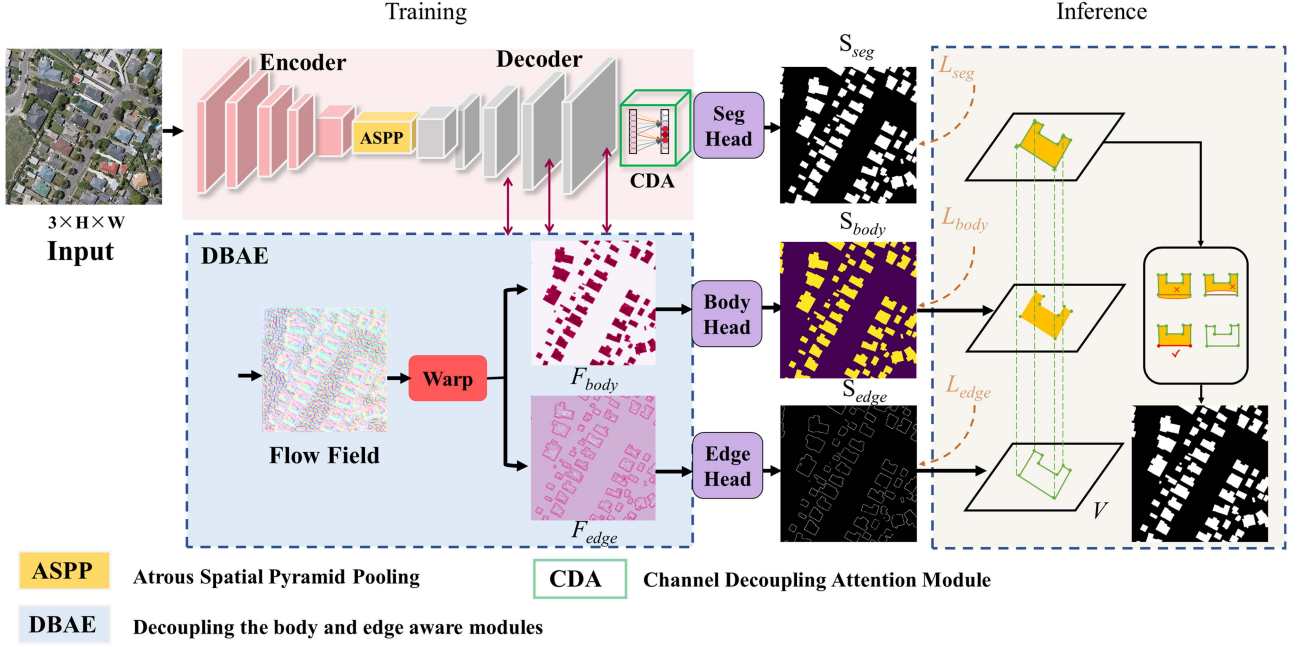 Training
Inference
Encoder
Decoder
ASPP
CDA
Seg
Head
S_seg
L_seg
3×H×W
Input
DBAE
Flow Field
Warp
F_body
F_edge
Body
Head
Edge
Head
S_body
L_body
S_edge
L_edge
V
ASPP
Atrous Spatial Pyramid Pooling
CDA
Channel Decoupling Attention Module
DBAE
Decoupling the body and edge aware modules